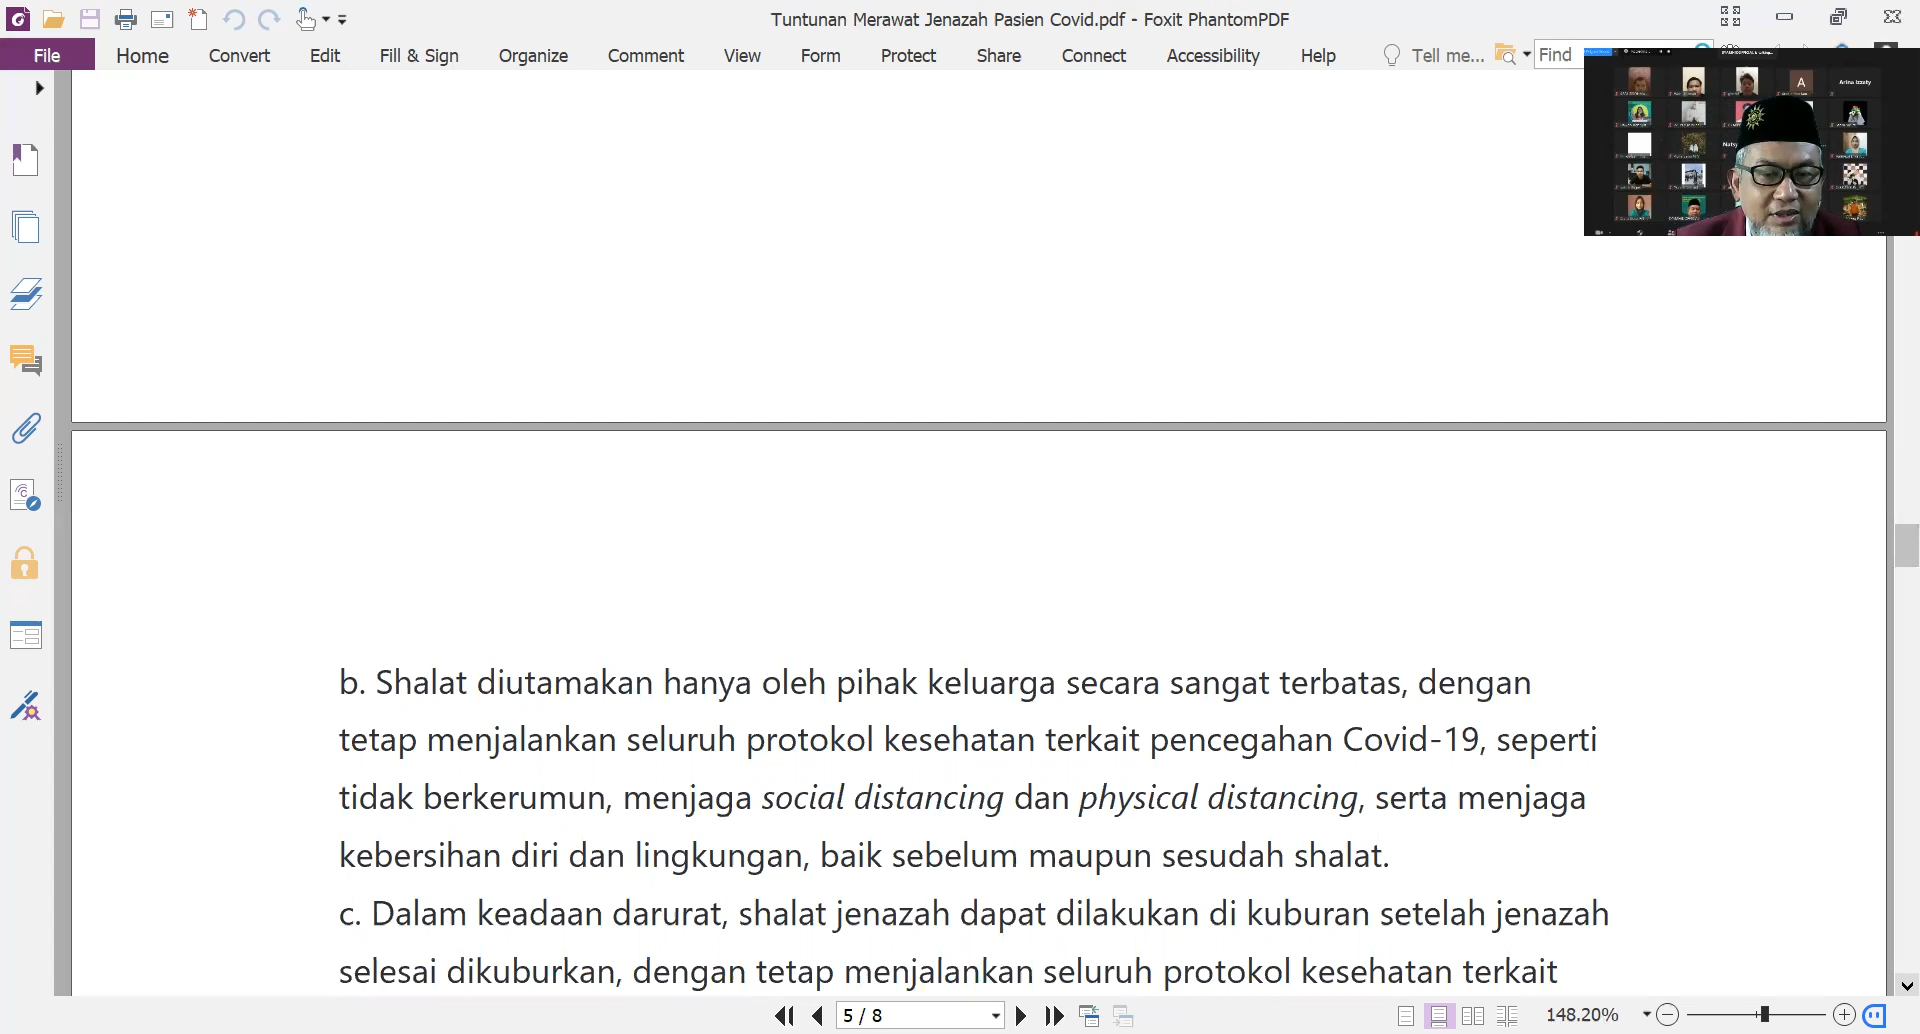 Tuntunan Merawat Jenazah Pasien Covid.pdf - Foxit PhantomPDF
File Home Convert Edit Fill & Sign Organize Comment View Form Protect Share Connect Accessibility Help Tell me... Find
A
Arina Izzaty
b. Shalat diutamakan hanya oleh pihak keluarga secara sangat terbatas, dengan
tetap menjalankan seluruh protokol kesehatan terkait pencegahan Covid-19, seperti
tidak berkerumun, menjaga social distancing dan physical distancing, serta menjaga
kebersihan diri dan lingkungan, baik sebelum maupun sesudah shalat.
c. Dalam keadaan darurat, shalat jenazah dapat dilakukan di kuburan setelah jenazah
selesai dikuburkan, dengan tetap menjalankan seluruh protokol kesehatan terkait
5 / 8
148.20%